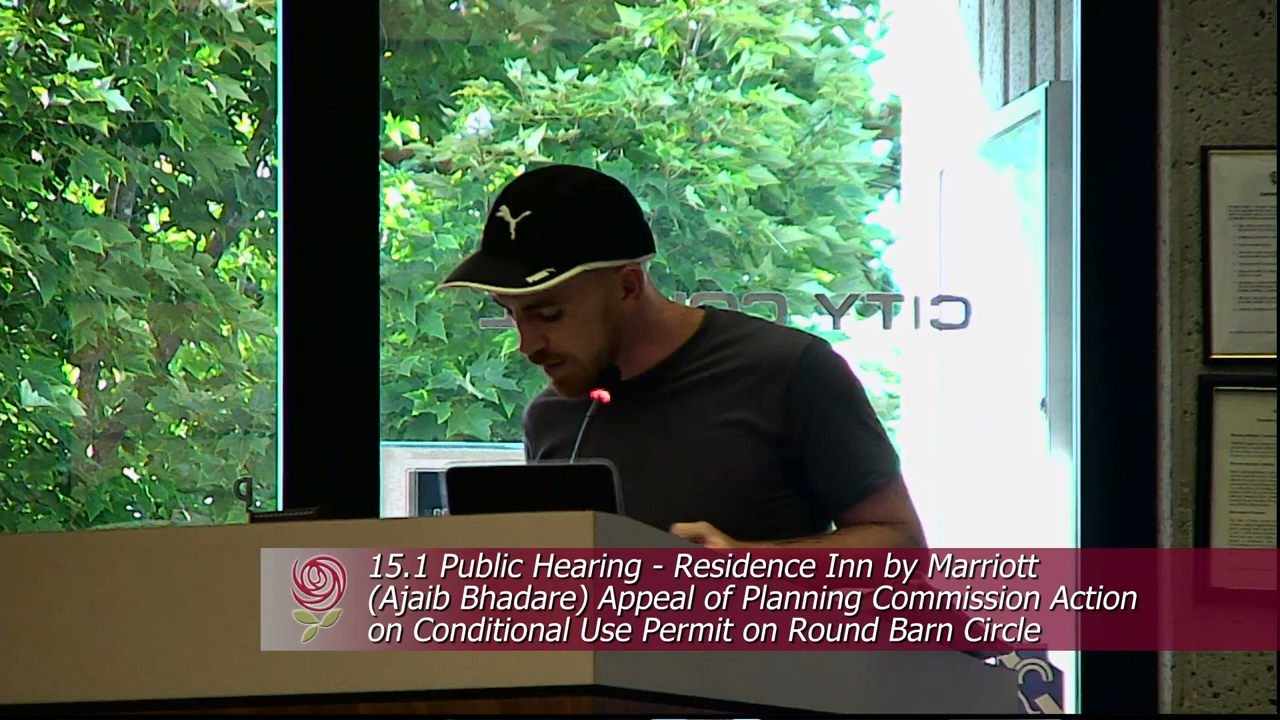 CITY
15.1 Public Hearing - Residence Inn by Marriott
(Ajaib Bhadare) Appeal of Planning Commission Action
on Conditional Use Permit on Round Barn Circle